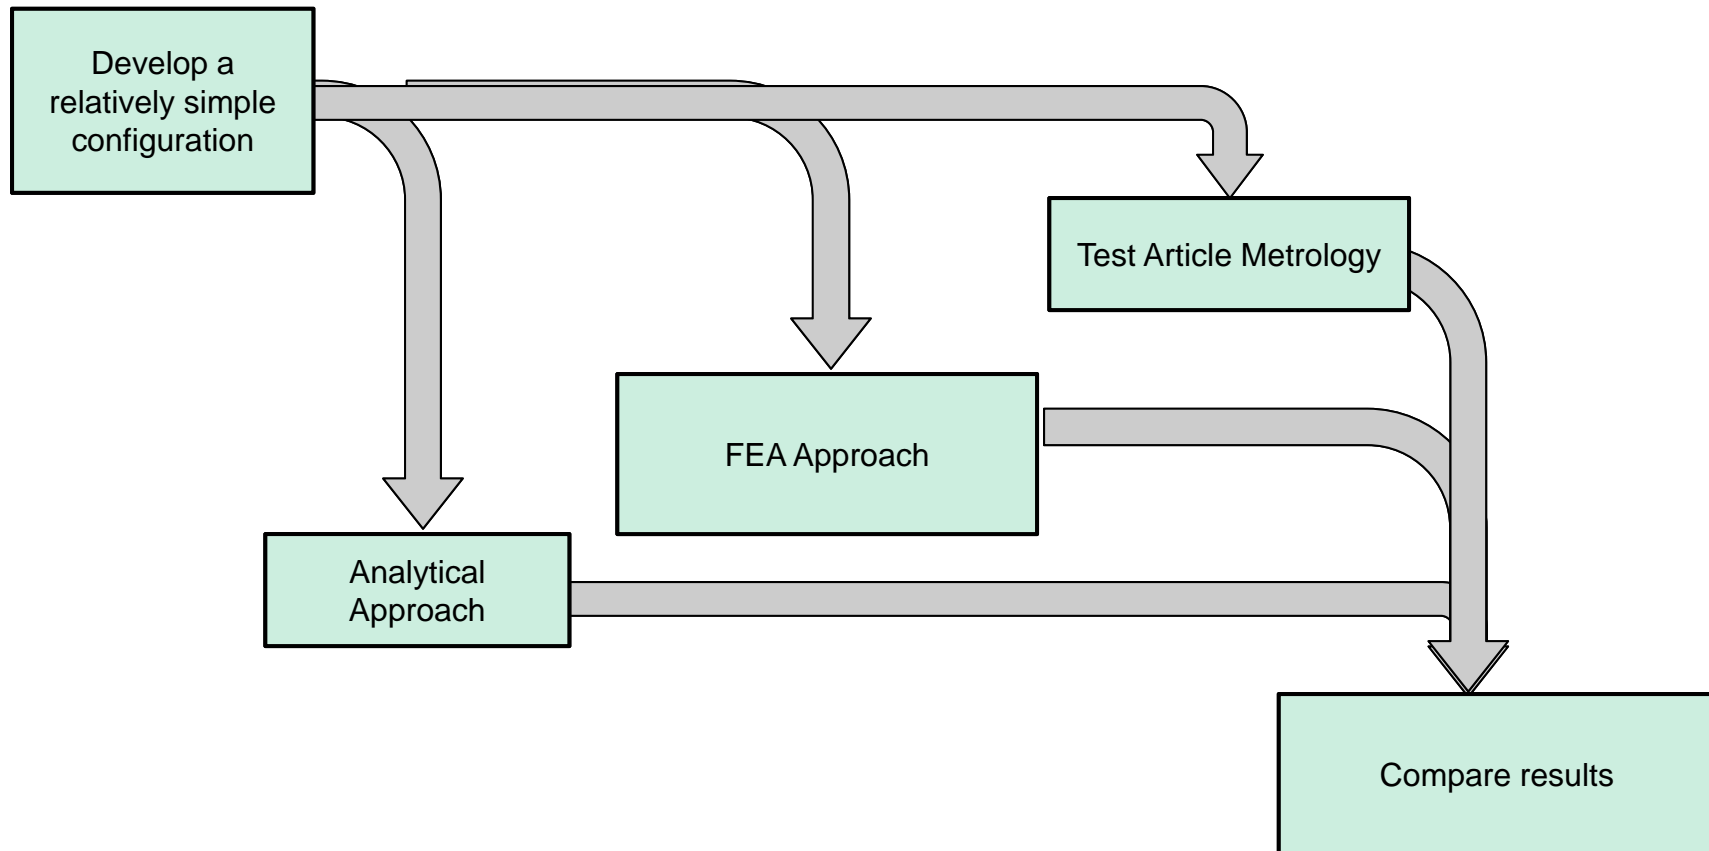 Develop a
relatively simple
configuration
Test Article Metrology
FEA Approach
Analytical
Approach
Compare results